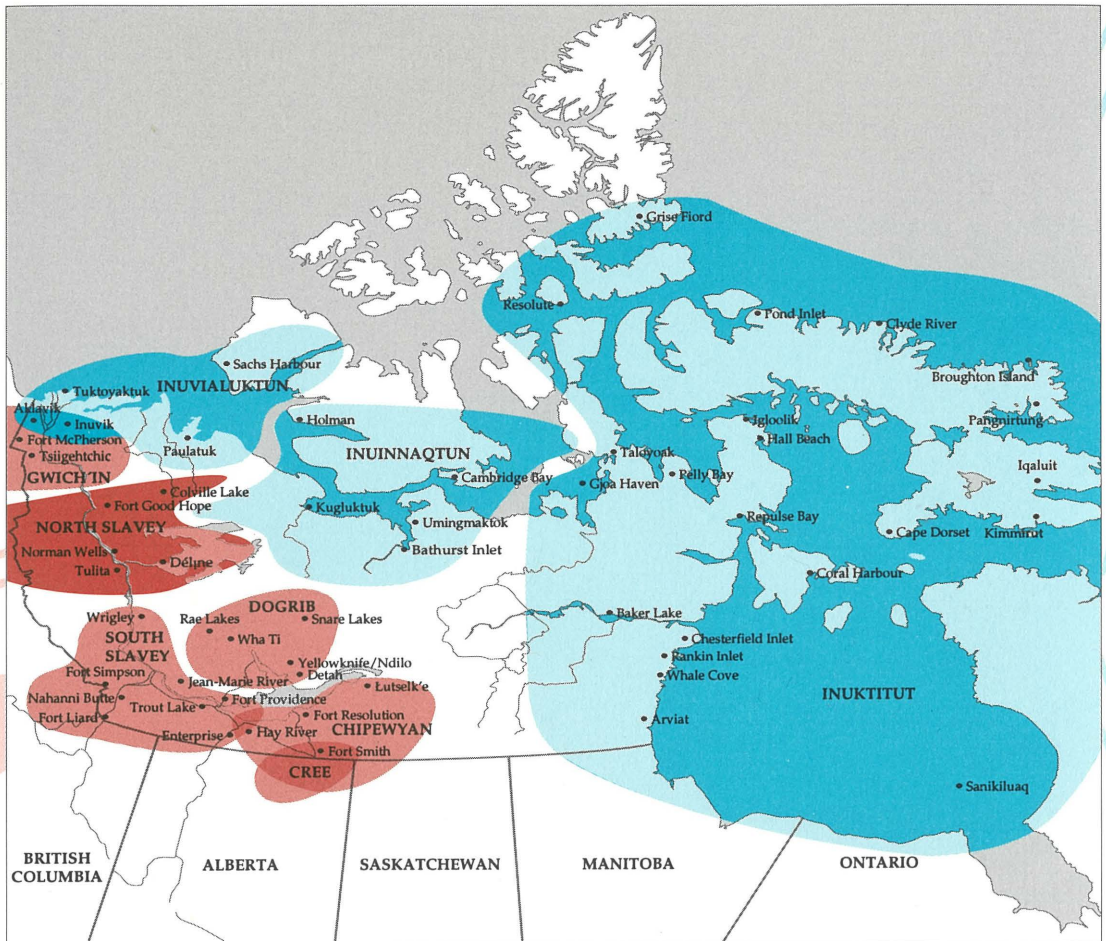 Grise Fiord
Resolute
Pond Inlet
Clyde River
Sachs Harbour
INUVIALUKTUN
Tuktoyaktuk
Broughton Island
Aklavik
Inuvik
Holman
Igloolik
Pangnirtung
Fort McPherson
Hall Beach
Paulatuk
Tsiigehtchic
INUINNAQTUN
Taloyoak
Iqaluit
GWICH'IN
Cambridge Bay
Pelly Bay
Gjoa Haven
Colville Lake
Fort Good Hope
Kugluktuk
Repulse Bay
NORTH SLAVEY
Umingmaktok
Cape Dorset
Kimmirut
Norman Wells
Bathurst Inlet
Délı̨ne
Tulita
Coral Harbour
DOGRIB
Baker Lake
Wrigley
Rae Lakes
Snare Lakes
SOUTH
SLAVEY
Wha Ti
Chesterfield Inlet
Rankin Inlet
Yellowknife/Ndilo
Fort Simpson
Detah
Whale Cove
Jean-Marie River
Łutselk'e
INUKTITUT
Nahanni Butte
Fort Providence
Trout Lake
Fort Liard
Fort Resolution
Arviat
CHIPEWYAN
Enterprise
Hay River
Fort Smith
CREE
Sanikiluaq
BRITISH
COLUMBIA
ALBERTA
SASKATCHEWAN
MANITOBA
ONTARIO